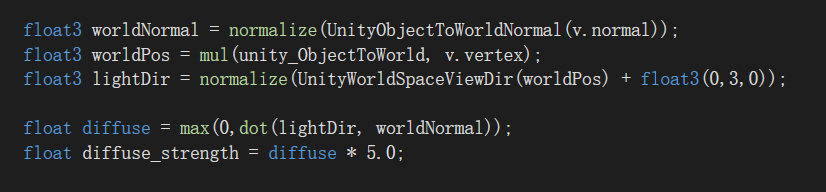 float3 worldNormal = normalize(UnityObjectToWorldNormal(v.normal));
float3 worldPos = mul(unity_ObjectToWorld, v.vertex);
float3 lightDir = normalize(UnityWorldSpaceViewDir(worldPos) + float3(0,3,0));
float diffuse = max(0,dot(lightDir, worldNormal));
float diffuse_strength = diffuse * 5.0;